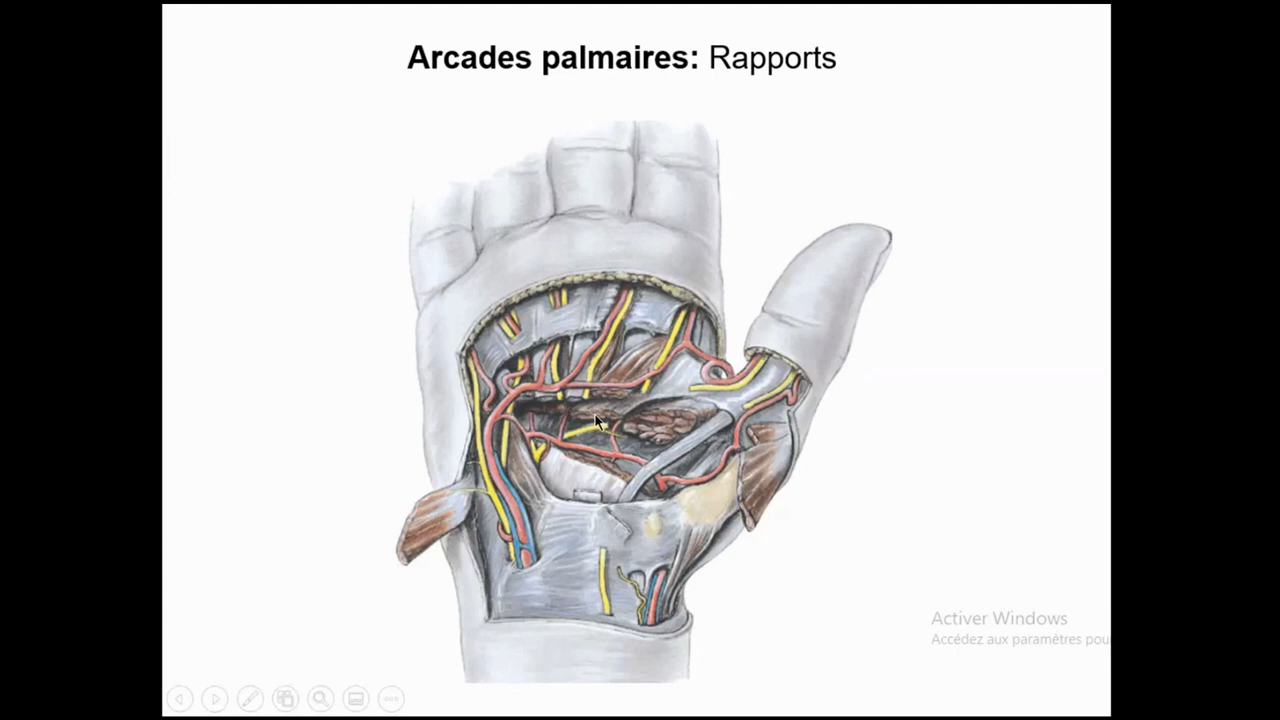 Arcades palmaires: Rapports
Activer Windows
Accédez aux paramètres pou